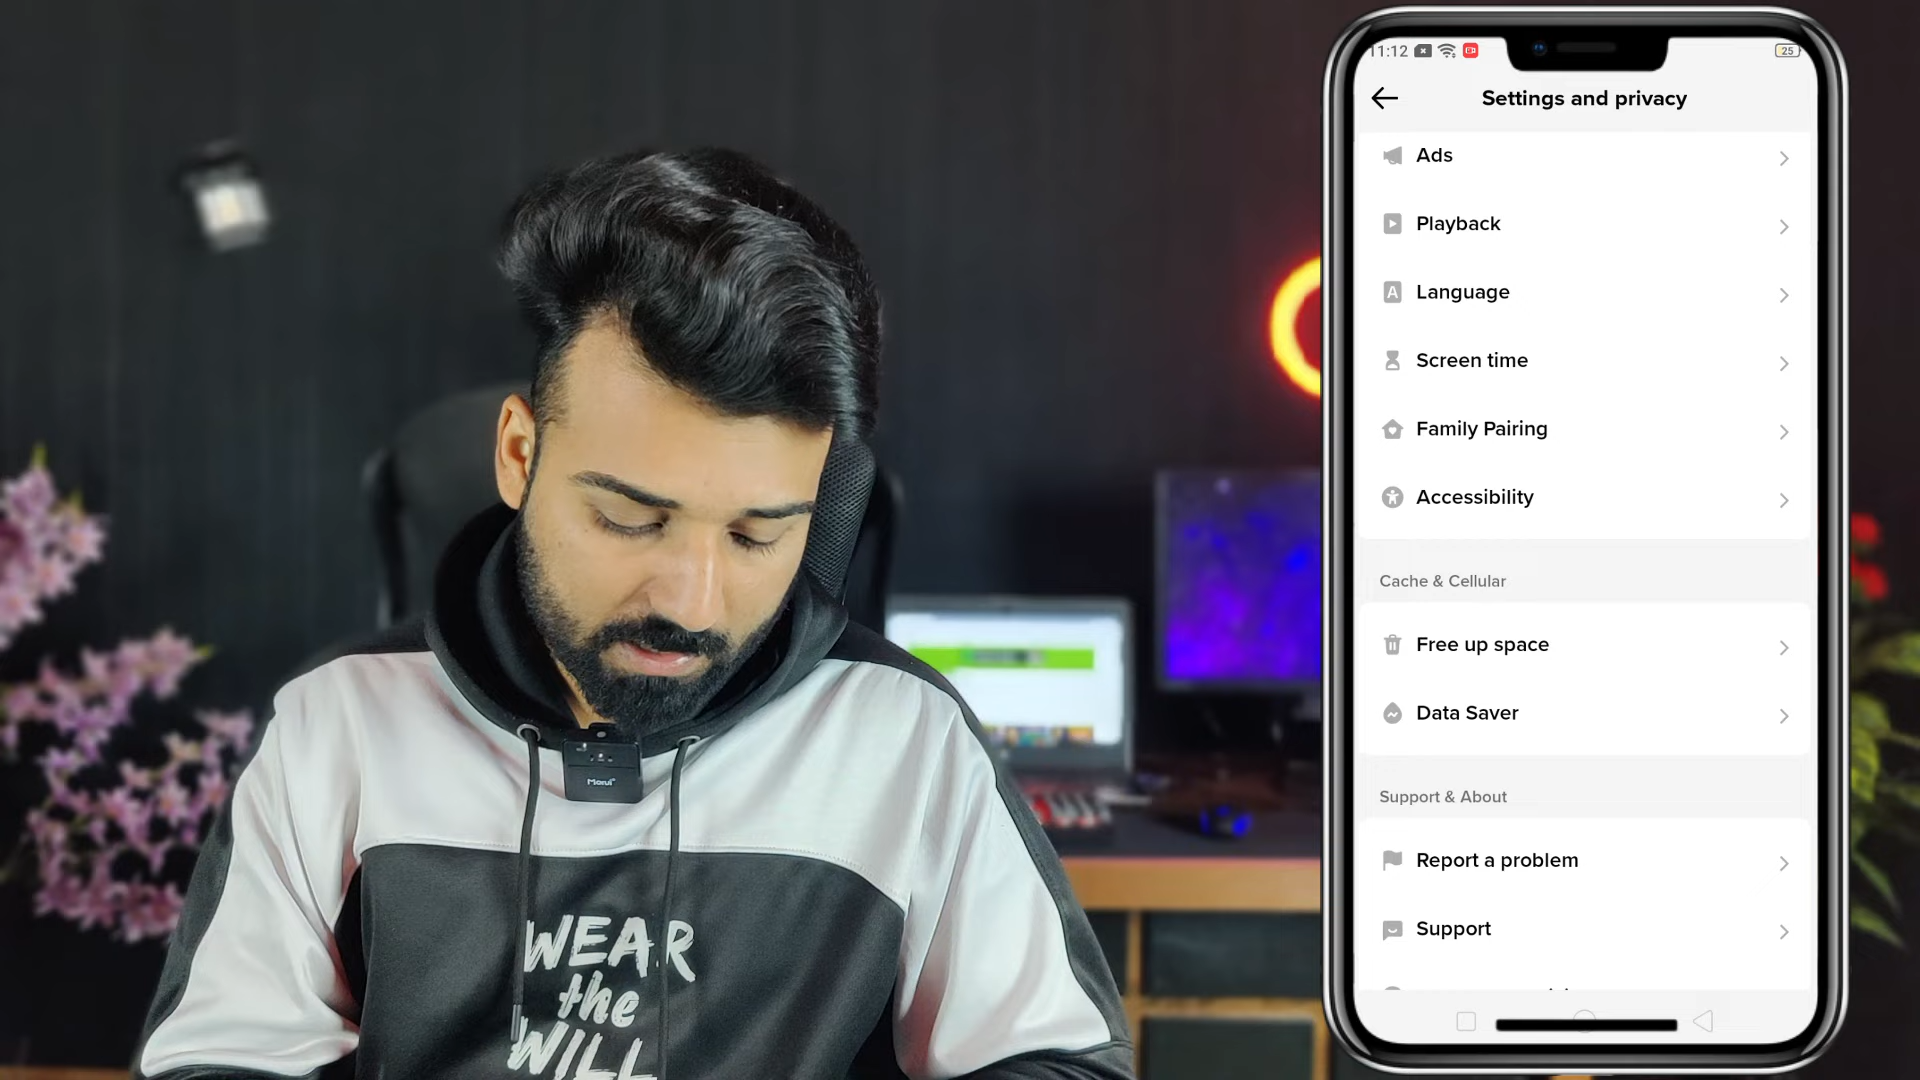 11:12
25
Settings and privacy
Ads
Playback
Language
Screen time
Family Pairing
Accessibility
Cache & Cellular
Free up space
Data Saver
Support & About
Report a problem
Support
WEAR
the
WILL